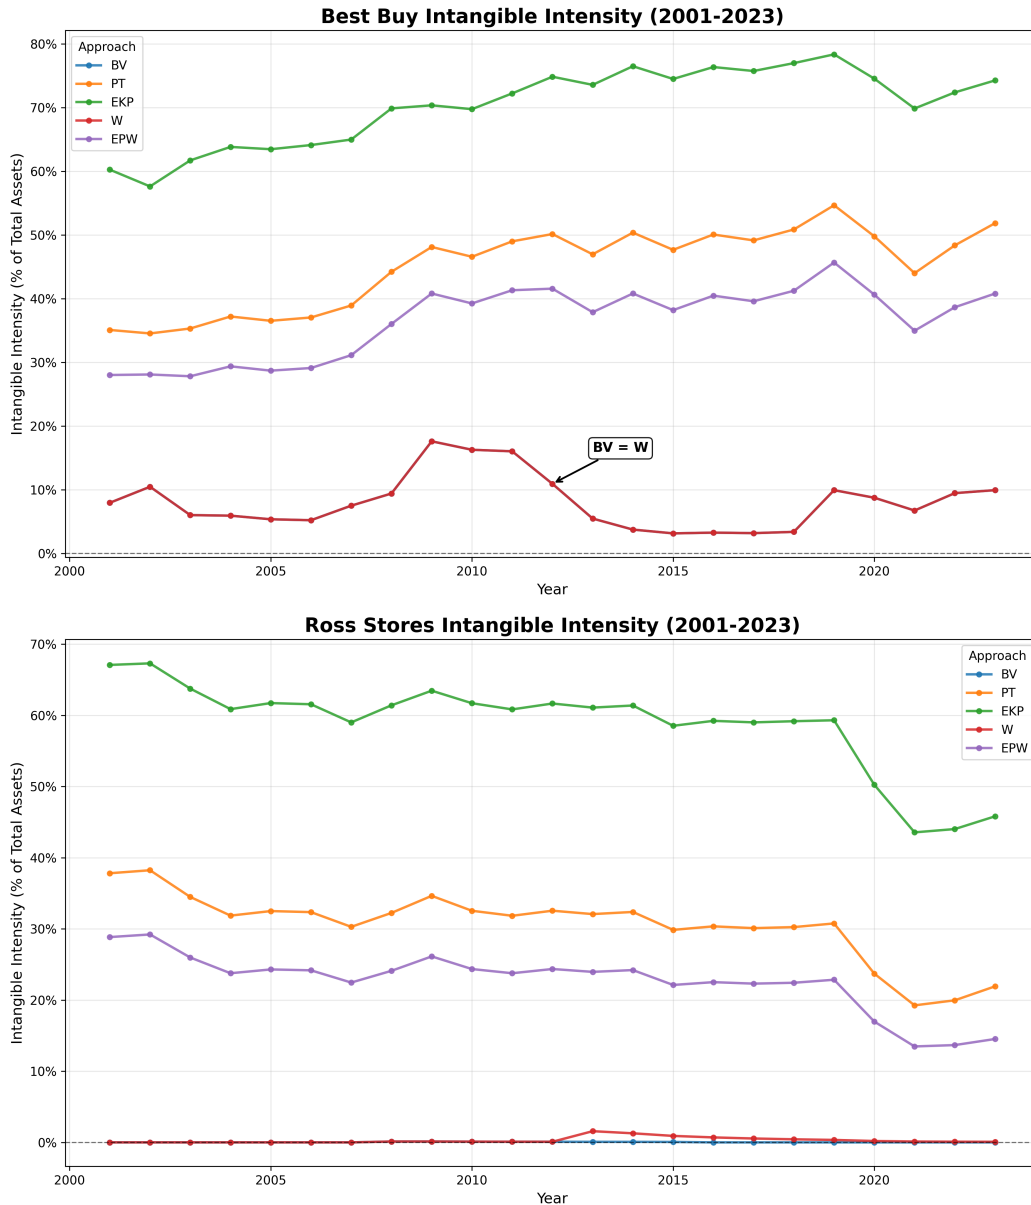 Best Buy Intangible Intensity (2001-2023)
Approach
BV
PT
EKP
W
EPW
Intangible Intensity (% of Total Assets)
80%
70%
60%
50%
40%
30%
20%
10%
0%
BV = W
2000
2005
2010
2015
2020
Year
Ross Stores Intangible Intensity (2001-2023)
Approach
BV
PT
EKP
W
EPW
Intangible Intensity (% of Total Assets)
70%
60%
50%
40%
30%
20%
10%
0%
2000
2005
2010
2015
2020
Year